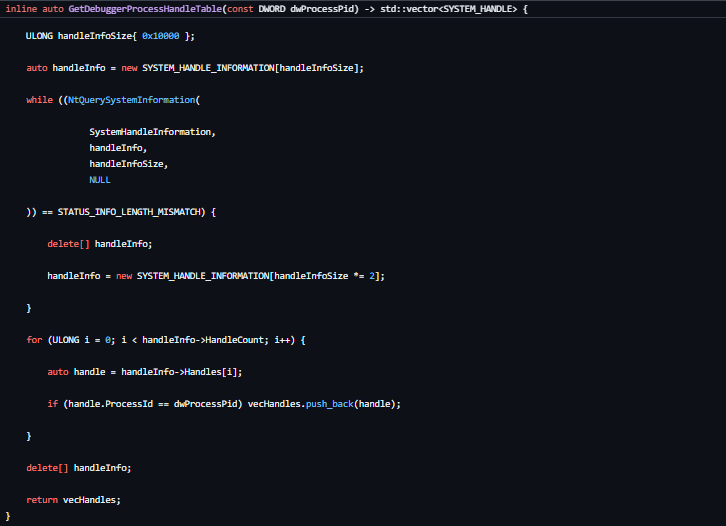 inline auto GetDebuggerProcessHandleTable(const DWORD dwProcessPid) -> std::vector<SYSTEM_HANDLE> {
ULONG handleInfoSize{ 0x10000 };
auto handleInfo = new SYSTEM_HANDLE_INFORMATION[handleInfoSize];
while ((NtQuerySystemInformation(
SystemHandleInformation,
handleInfo,
handleInfoSize,
NULL
)) == STATUS_INFO_LENGTH_MISMATCH) {
delete[] handleInfo;
handleInfo = new SYSTEM_HANDLE_INFORMATION[handleInfoSize *= 2];
}
for (ULONG i = 0; i < handleInfo->HandleCount; i++) {
auto handle = handleInfo->Handles[i];
if (handle.ProcessId == dwProcessPid) vecHandles.push_back(handle);
}
delete[] handleInfo;
return vecHandles;
}